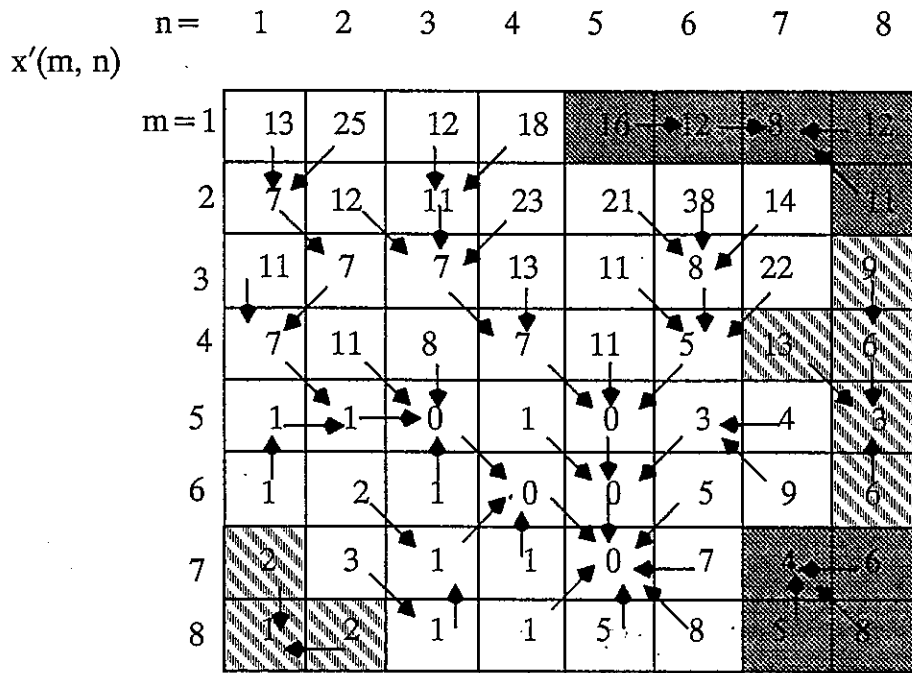 n = 1 2 3 4 5 6 7 8
x′(m, n)
m = 1 13 25 12 18 16 12 8 12
2 7 12 11 23 21 38 14 11
3 11 7 7 13 11 8 22 9
4 7 11 8 7 11 5 13 6
5 1 1 0 1 0 3 4 3
6 1 2 1 0 0 5 9 6
7 2 3 1 1 0 7 4 6
8 1 2 1 1 5 8 5 8